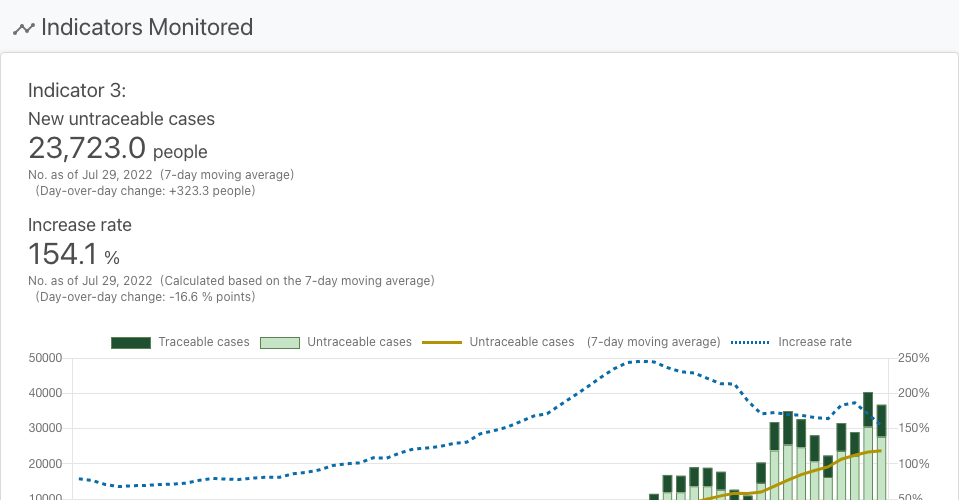 Indicators Monitored
Indicator 3:
New untraceable cases
23,723.0 people
No. as of Jul 29, 2022 (7-day moving average)
(Day-over-day change: +323.3 people)
Increase rate
154.1 %
No. as of Jul 29, 2022 (Calculated based on the 7-day moving average)
(Day-over-day change: -16.6 % points)
Traceable cases Untraceable cases Untraceable cases (7-day moving average) Increase rate
50000 250%
40000 200%
30000 150%
20000 100%
10000 50%